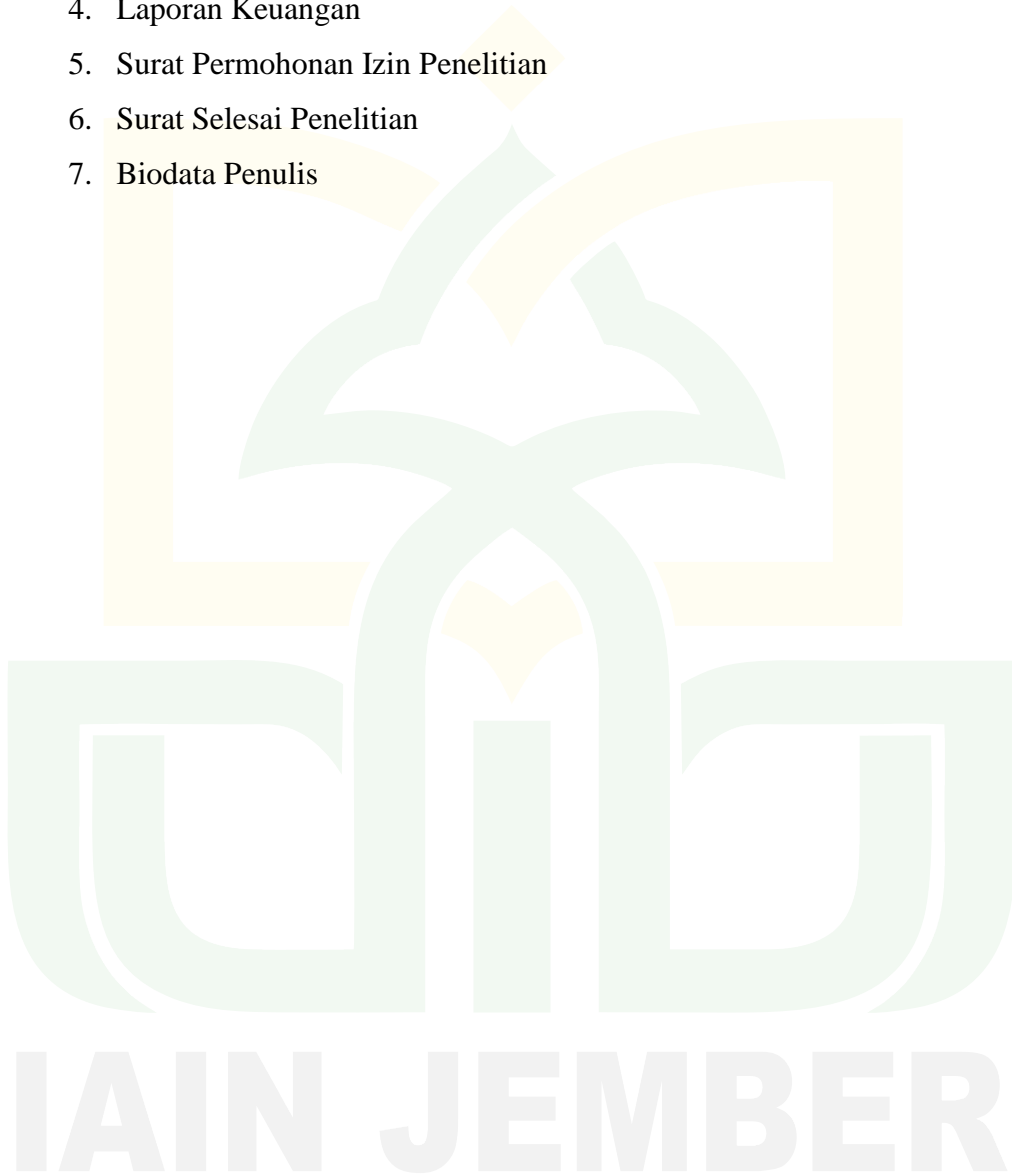 4. Laporan Keuangan
5. Surat Permohonan Izin Penelitian
6. Surat Selesai Penelitian
7. Biodata Penulis
IAIN JEMBER